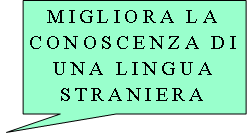 MIGLIORA LA
CONOSCENZA DI
UNA LINGUA
STRANIERA